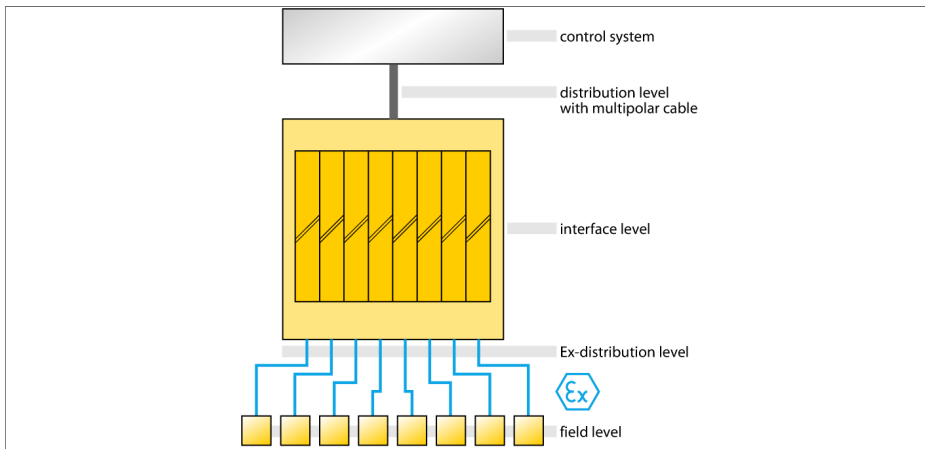 control system
distribution level
with multipolar cable
interface level
Ex-distribution level
Ex
field level